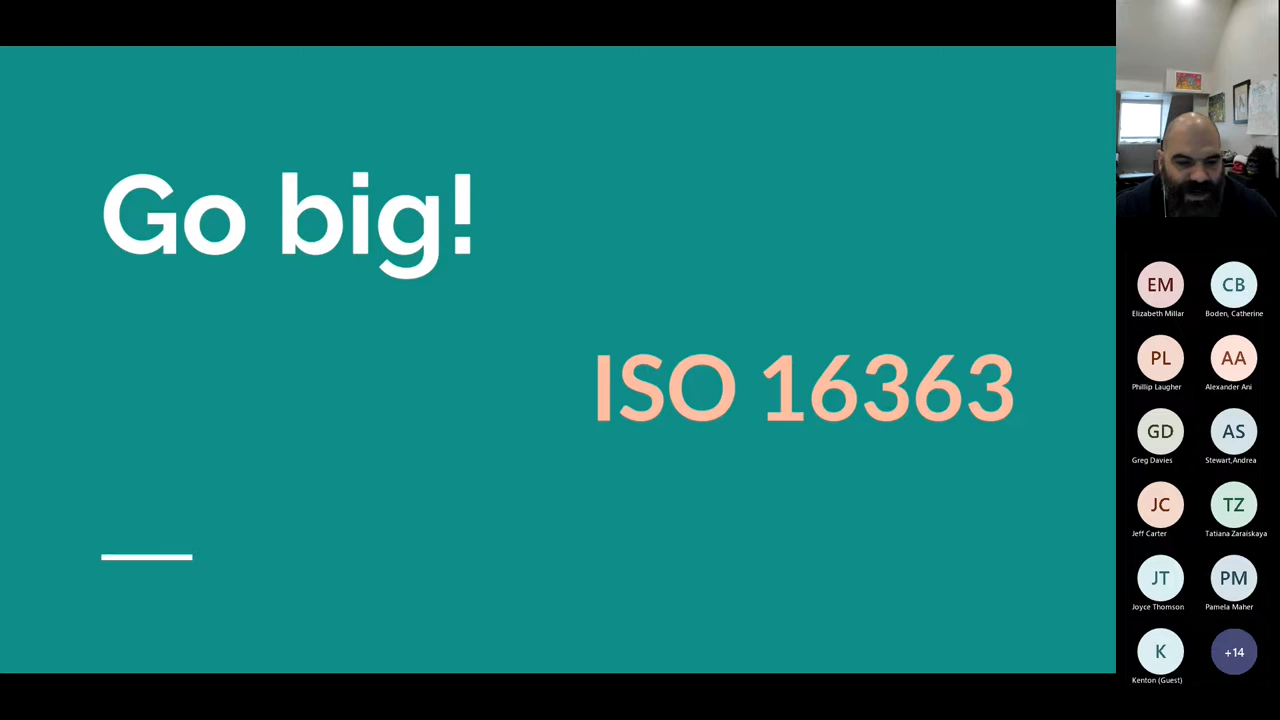 Go big!
ISO 16363
EM
CB
Elizabeth Millar
Boden, Catherine
PL
AA
Phillip Laugher
Alexander Ani
GD
AS
Greg Davies
Stewart,Andrea
JC
TZ
Jeff Carter
Tatiana Zaraiskaya
JT
PM
Joyce Thomson
Pamela Maher
K
+14
Kenton (Guest)